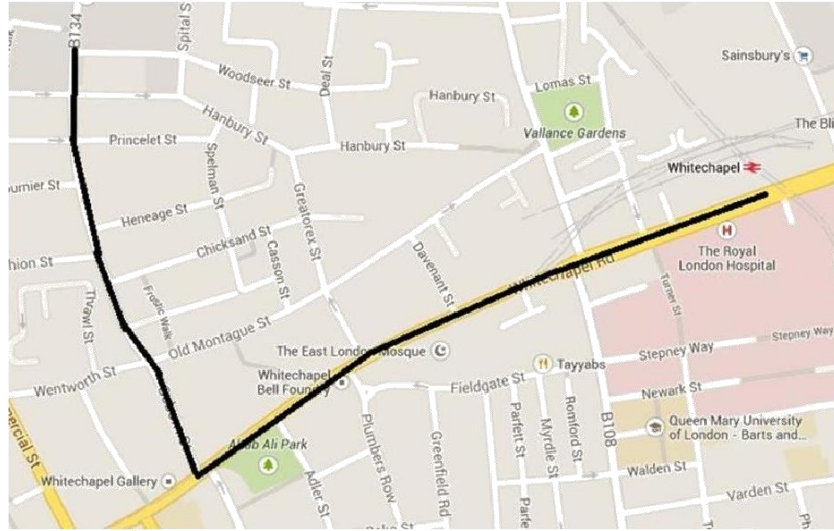 B134
Spital S
Woodseer St
Deal St
Sainsbury's
Lomas St
Hanbury St
Hanbury St
Vallance Gardens
The Bli
Princelet St
Hanbury St
Spelman St
Whitechapel
ournier St
Greatorex St
Heneage St
Chicksand St
Davenant St
The Royal
London Hospital
hion St
Casson St
Whitechapel Rd
Turner St
Thrawl St
Frostic Walk
Old Montague St
The East London Mosque
Tayyabs
Stepney Way
Stepney Way
Whitechapel
Bell Foundry
Wentworth St
Fieldgate St
Newark St
B108
Queen Mary University
of London - Barts and...
Romford St
Myrdle St
Parfett St
Plumbers Row
Greenfield Rd
Altab Ali Park
Adler St
Walden St
Varden St
Whitechapel Gallery
ercial St
Parfe
Ph